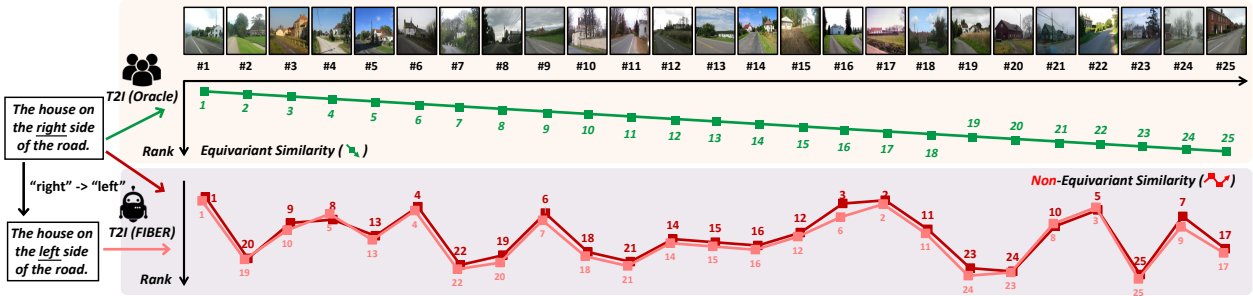 #1 #2 #3 #4 #5 #6 #7 #8 #9 #10 #11 #12 #13 #14 #15 #16 #17 #18 #19 #20 #21 #22 #23 #24 #25
T2I (Oracle)
1 2 3 4 5 6 7 8 9 10 11 12 13 14 15 16 17 18 19 20 21 22 23 24 25
Rank
Equivariant Similarity ( )
The house on
the right side
of the road.
"right" -> "left"
The house on
the left side
of the road.
T2I (FIBER)
Non-Equivariant Similarity ( )
1 20 9 8 13 4 22 19 6 18 21 14 15 16 12 3 2 11 23 24 10 5 25 7 17
1 19 10 5 13 4 22 20 7 18 21 14 15 16 12 6 2 11 24 23 8 3 25 9 17
Rank